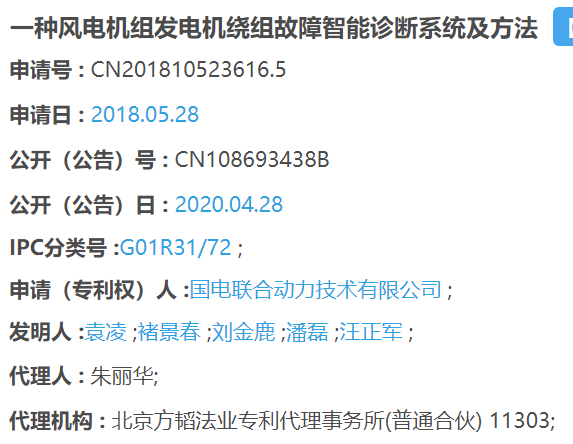 一种风电机组发电机绕组故障智能诊断系统及方法
申请号 : CN201810523616.5
申请日 : 2018.05.28
公开（公告）号 : CN108693438B
公开（公告）日 : 2020.04.28
IPC分类号 :G01R31/72 ;
申请（专利权）人 :国电联合动力技术有限公司 ;
发明人 :袁凌 ;褚景春 ;刘金鹿 ;潘磊 ;汪正军 ;
代理人 : 朱丽华;
代理机构 : 北京方韬法业专利代理事务所(普通合伙) 11303;